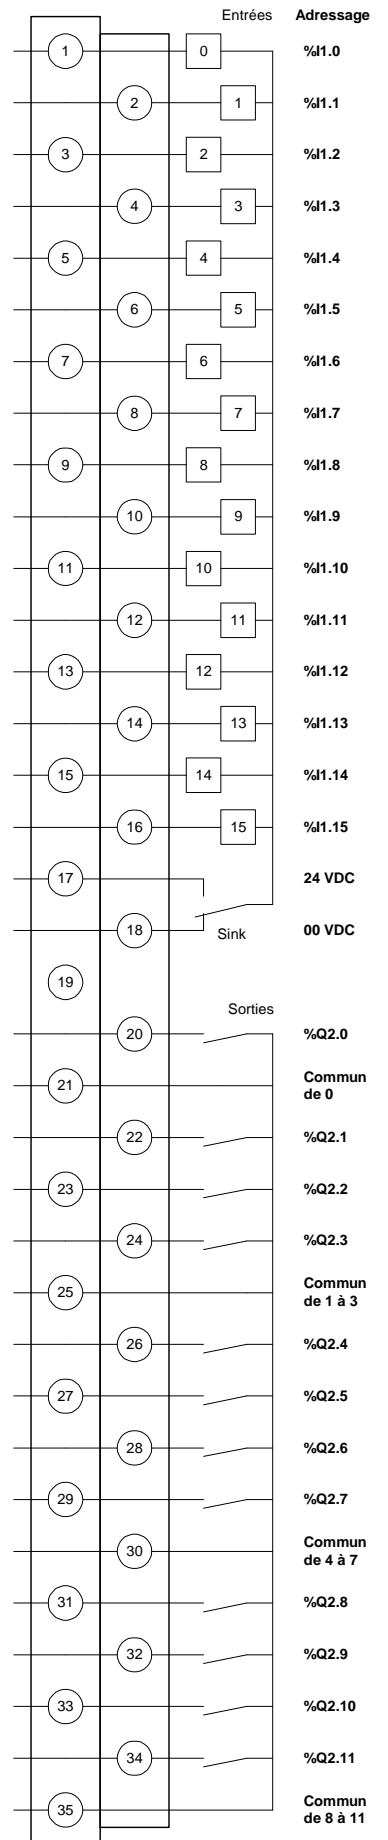 Entrées Adressage
1 0 %I1.0
2 1 %I1.1
3 2 %I1.2
4 3 %I1.3
5 4 %I1.4
6 5 %I1.5
7 6 %I1.6
8 7 %I1.7
9 8 %I1.8
10 9 %I1.9
11 10 %I1.10
12 11 %I1.11
13 12 %I1.12
14 13 %I1.13
15 14 %I1.14
16 15 %I1.15
17 24 VDC
18 Sink 00 VDC
19
Sorties
20 %Q2.0
21 Commun
de 0
22 %Q2.1
23 %Q2.2
24 %Q2.3
25 Commun
de 1 à 3
26 %Q2.4
27 %Q2.5
28 %Q2.6
29 %Q2.7
30 Commun
de 4 à 7
31 %Q2.8
32 %Q2.9
33 %Q2.10
34 %Q2.11
35 Commun
de 8 à 11